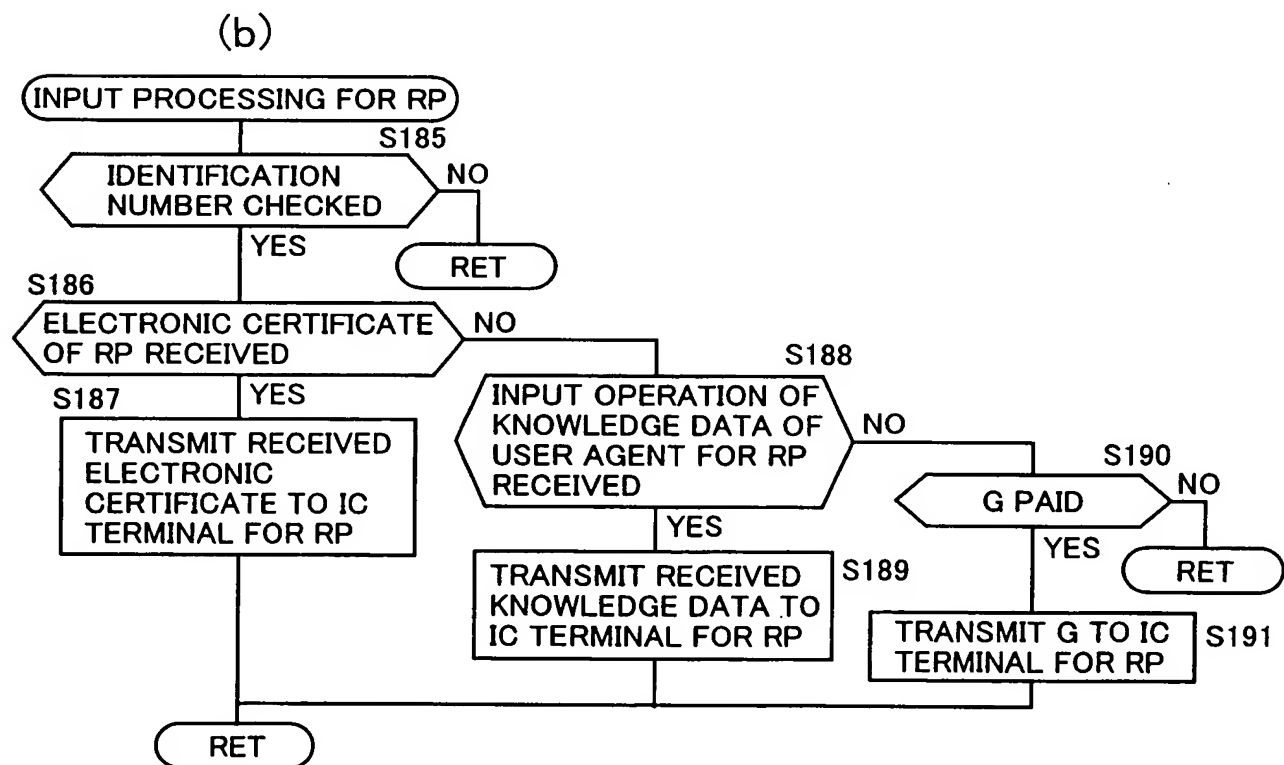 (b)
INPUT PROCESSING FOR RP
S185
IDENTIFICATION
NUMBER CHECKED
NO
YES
RET
S186
ELECTRONIC CERTIFICATE
OF RP RECEIVED
NO
YES
S187
TRANSMIT RECEIVED
ELECTRONIC
CERTIFICATE TO IC
TERMINAL FOR RP
S188
INPUT OPERATION OF
KNOWLEDGE DATA OF
USER AGENT FOR RP
RECEIVED
NO
YES
S189
TRANSMIT RECEIVED
KNOWLEDGE DATA TO
IC TERMINAL FOR RP
S190
G PAID
NO
YES
RET
TRANSMIT G TO IC
TERMINAL FOR RP
S191
RET